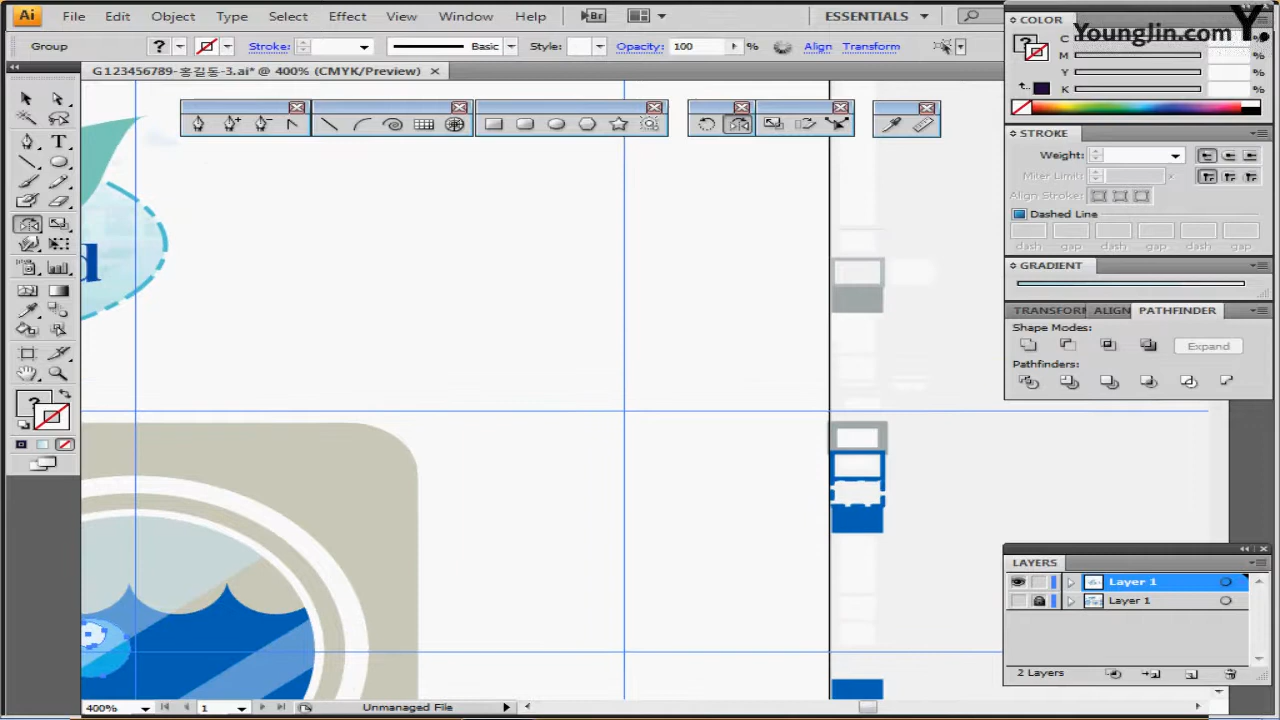 Ai File Edit Object Type Select Effect View Window Help Br ESSENTIALS
Group ? Stroke: Basic Style: Opacity: 100 % Align Transform
G123456789-홍길동-3.ai* @ 400% (CMYK/Preview)
COLOR
YoungJin.com Y
C %
M %
Y %
K %
STROKE
Weight:
Miter Limit: x
Align Stroke:
Dashed Line
dash gap dash gap dash gap
GRADIENT
TRANSFORM ALIGN PATHFINDER
Shape Modes:
Expand
Pathfinders:
d
LAYERS
Layer 1
Layer 1
2 Layers
400% 1 Unmanaged File